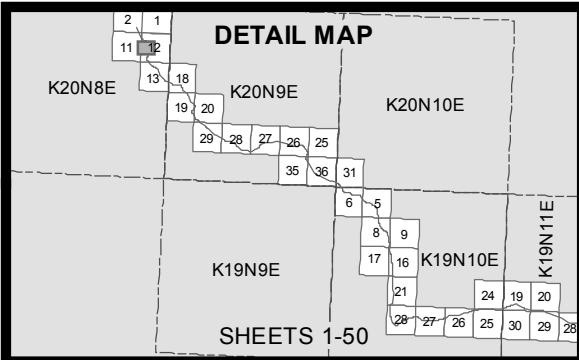 2 1
DETAIL MAP
11 12
K20N8E
13 18
K20N9E
K20N10E
19 20
29 28 27 26 25
35 36 31
6 5
8 9
K19N11E
17 16
K19N9E
K19N10E
21
24 19 20
28 27 26 25 30 29 28
SHEETS 1-50